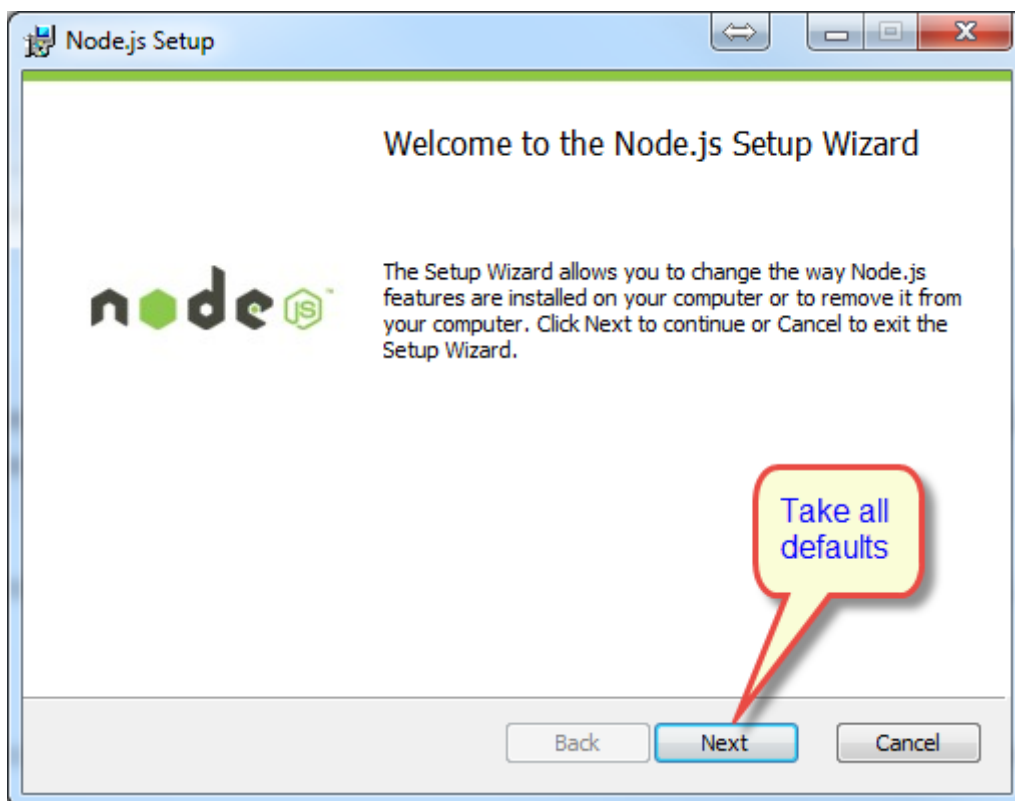 Node.js Setup
Welcome to the Node.js Setup Wizard
The Setup Wizard allows you to change the way Node.js
features are installed on your computer or to remove it from
your computer. Click Next to continue or Cancel to exit the
Setup Wizard.
node JS ™
Take all
defaults
Back Next Cancel